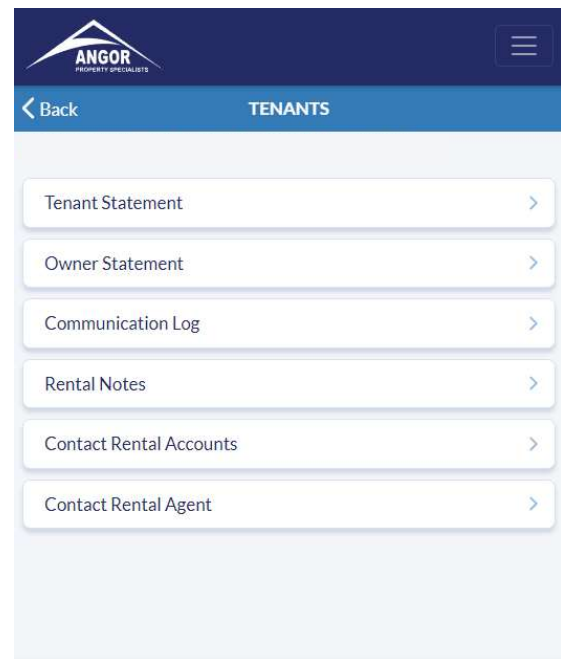 ANGOR
PROPERTY SPECIALISTS
Back
TENANTS
Tenant Statement
Owner Statement
Communication Log
Rental Notes
Contact Rental Accounts
Contact Rental Agent